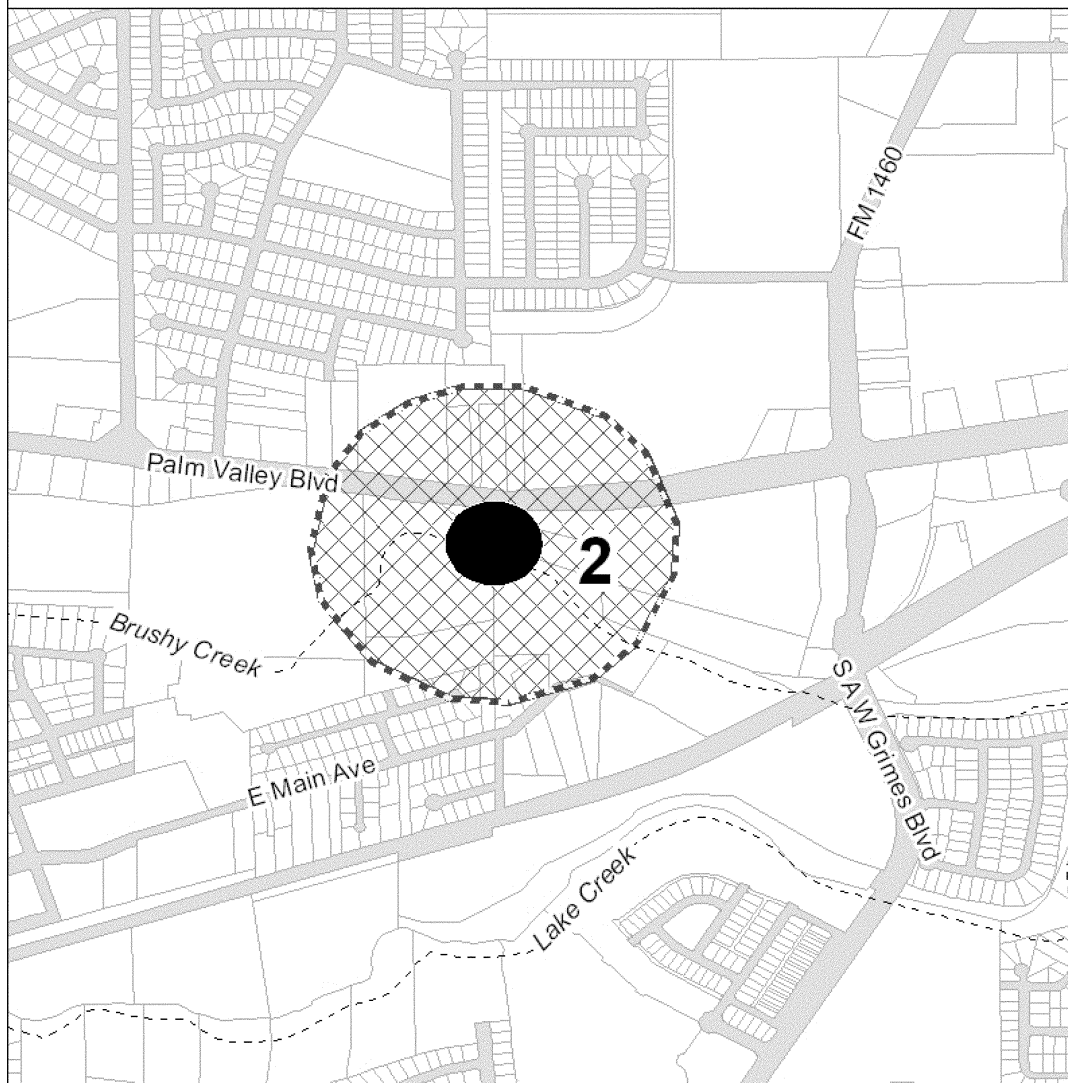 FM 1460
Palm Valley Blvd
2
Brushy Creek
S A W Grimes Blvd
E Main Ave
Lake Creek